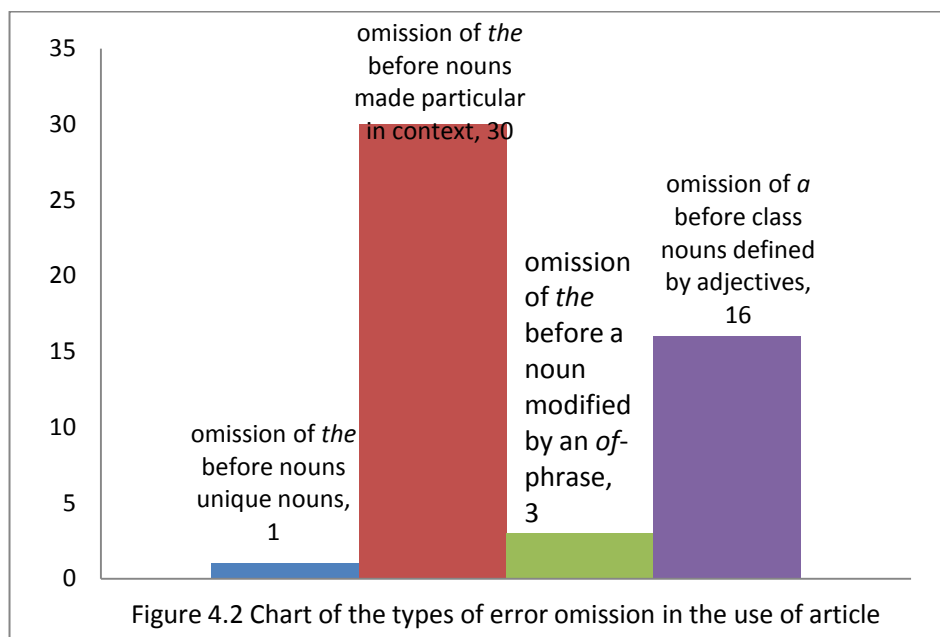 35
30
25
20
15
10
5
0
omission of the
before nouns
unique nouns,
1
omission of the
before nouns
made particular
in context, 30
omission
of the
before a
noun
modified
by an of-
phrase,
3
omission of a
before class
nouns defined
by adjectives,
16
Figure 4.2 Chart of the types of error omission in the use of article